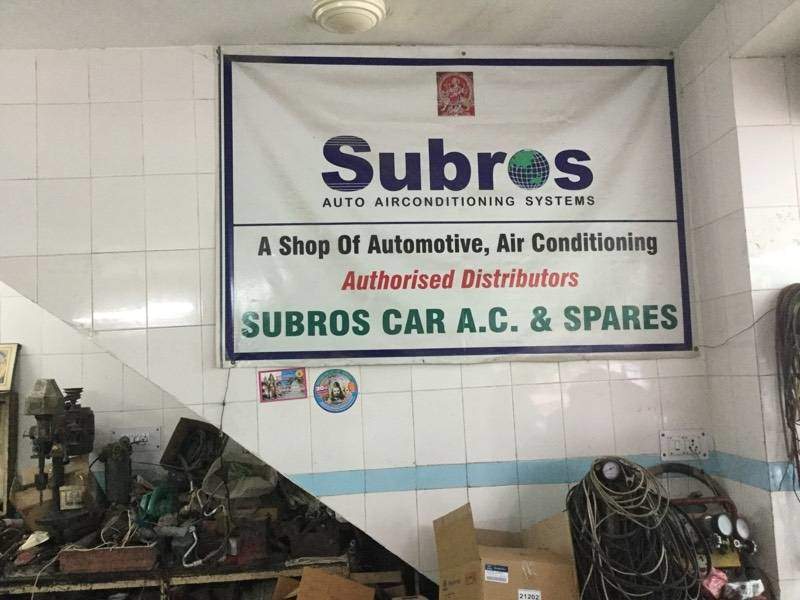 Subros
AUTO AIRCONDITIONING SYSTEMS
A Shop Of Automotive, Air Conditioning
Authorised Distributors
SUBROS CAR A.C. & SPARES
21202